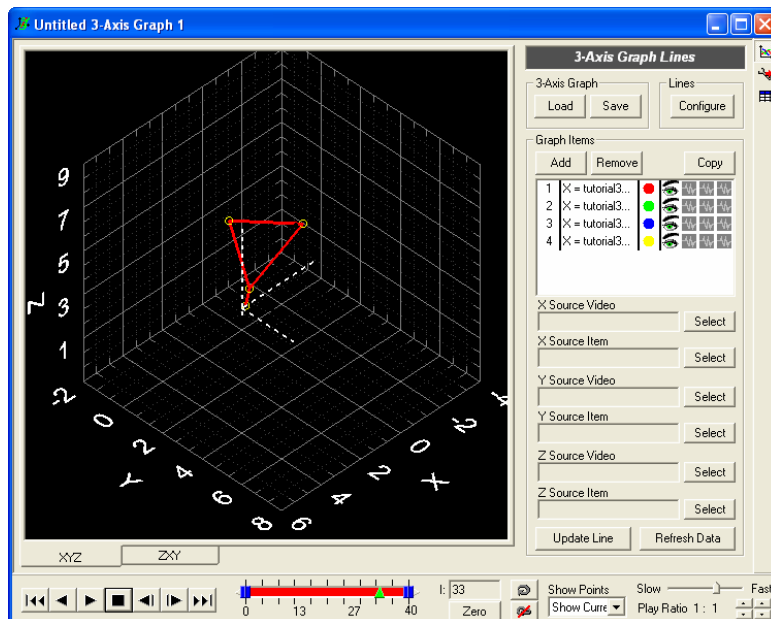 Untitled 3-Axis Graph 1
3-Axis Graph Lines
3-Axis Graph
Load
Save
Lines
Configure
Graph Items
Add
Remove
Copy
1 X = tutorial3...
2 X = tutorial3...
3 X = tutorial3...
4 X = tutorial3...
X Source Video
Select
X Source Item
Select
Y Source Video
Select
Y Source Item
Select
Z Source Video
Select
Z Source Item
Select
Update Line
Refresh Data
9
7
5
3
1
Z
-2
0
2
4
6
8
Y
6
4
2
0
-2
-4
X
XYZ
ZXY
0 13 27 40
I: 33
Zero
Show Points
Show Curre
Slow
Fast
Play Ratio 1 : 1